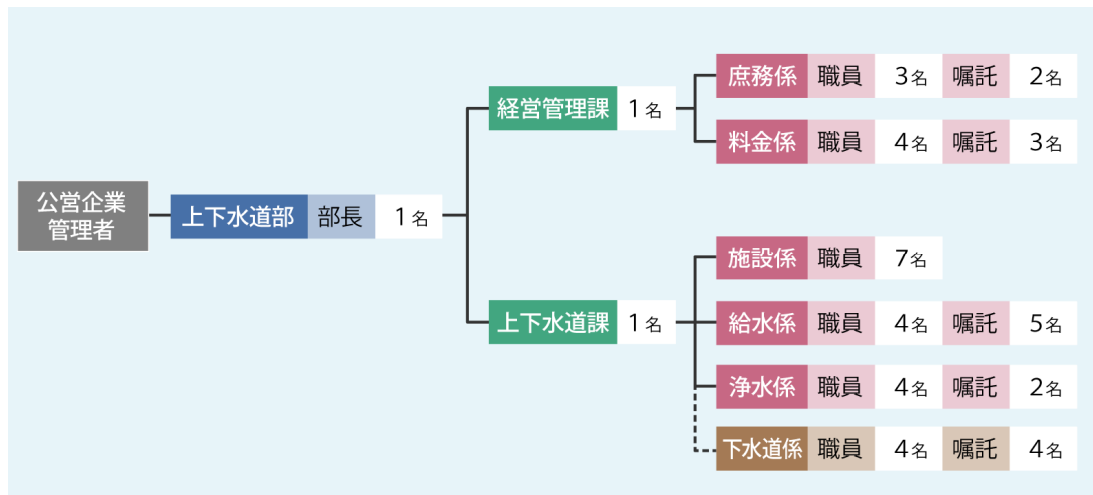 公営企業
管理者
上下水道部 部長 1名
経営管理課 1名
庶務係 職員 3名 嘱託 2名
料金係 職員 4名 嘱託 3名
上下水道課 1名
施設係 職員 7名
給水係 職員 4名 嘱託 5名
浄水係 職員 4名 嘱託 2名
下水道係 職員 4名 嘱託 4名